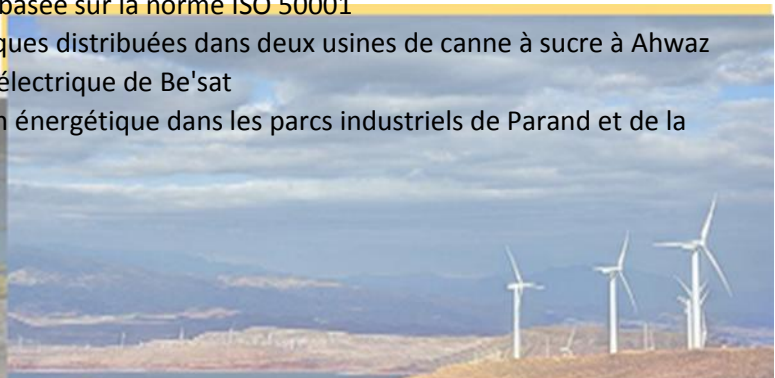 basée sur la norme ISO 50001
ques distribuées dans deux usines de canne à sucre à Ahwaz
électrique de Be'sat
n énergétique dans les parcs industriels de Parand et de la